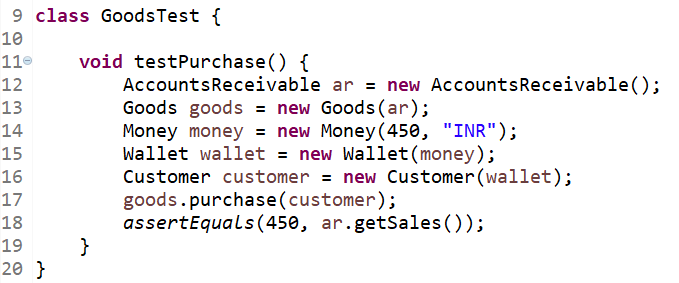 9 class GoodsTest {
10
11 void testPurchase() {
12 AccountsReceivable ar = new AccountsReceivable();
13 Goods goods = new Goods(ar);
14 Money money = new Money(450, "INR");
15 Wallet wallet = new Wallet(money);
16 Customer customer = new Customer(wallet);
17 goods.purchase(customer);
18 assertEquals(450, ar.getSales());
19 }
20 }